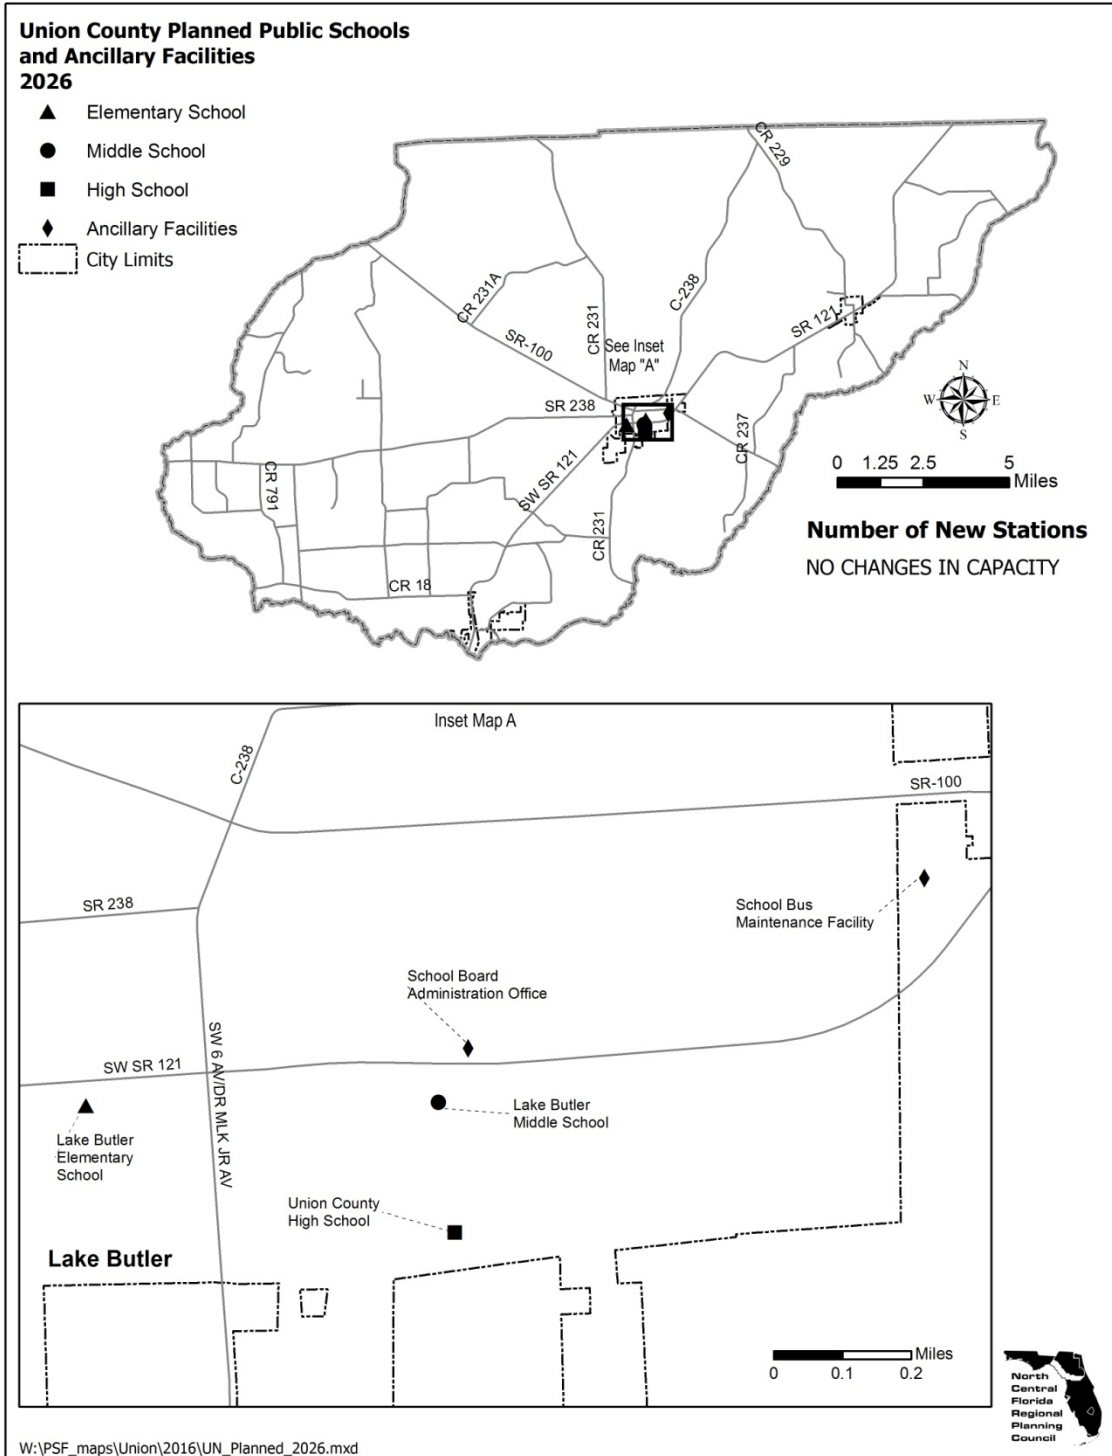 Union County Planned Public Schools
and Ancillary Facilities
2026
Elementary School
Middle School
High School
Ancillary Facilities
City Limits
CR 229
CR 231A
CR 231
C-238
SR-100
SR 121
See Inset
Map "A"
SR 238
CR 237
SW SR 121
CR 791
CR 231
CR 18
N
W
E
S
0 1.25 2.5 5
Miles
Number of New Stations
NO CHANGES IN CAPACITY
Inset Map A
C-238
SR-100
SR 238
School Bus
Maintenance Facility
School Board
Administration Office
SW SR 121
SW 6 AV/DR MLK JR AV
Lake Butler
Elementary
School
Lake Butler
Middle School
Union County
High School
Lake Butler
Miles
0 0.1 0.2
North
Central
Florida
Regional
Planning
Council
W:\PSF_maps\Union\2016\UN_Planned_2026.mxd